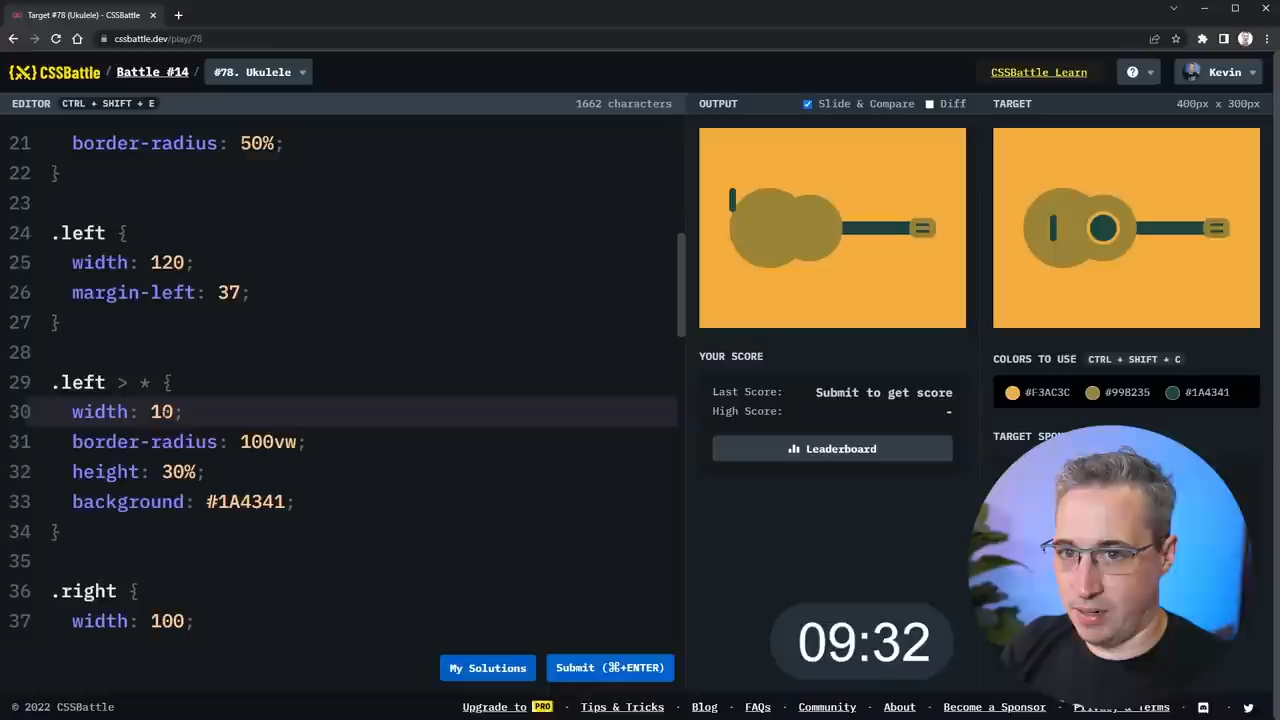 Target #78 (Ukulele) - CSSBattle
cssbattle.dev/play/78
{X} CSSBattle / Battle #14 / #78. Ukulele
CSSBattle Learn
? Kevin
EDITOR CTRL + SHIFT + E 1662 characters
OUTPUT Slide & Compare Diff
TARGET 400px x 300px
21 border-radius: 50%;
22 }
23
24 .left {
25 width: 120;
26 margin-left: 37;
27 }
28
29 .left > * {
30 width: 10;
31 border-radius: 100vw;
32 height: 30%;
33 background: #1A4341;
34 }
35
36 .right {
37 width: 100;
YOUR SCORE
Last Score: Submit to get score
High Score: -
Leaderboard
COLORS TO USE CTRL + SHIFT + C
#F3AC3C #998235 #1A4341
TARGET
09:32
My Solutions Submit (⌘+ENTER)
© 2022 CSSBattle
Upgrade to PRO · Tips & Tricks · Blog · FAQs · Community · About · Become a Sponsor · Privacy & Terms